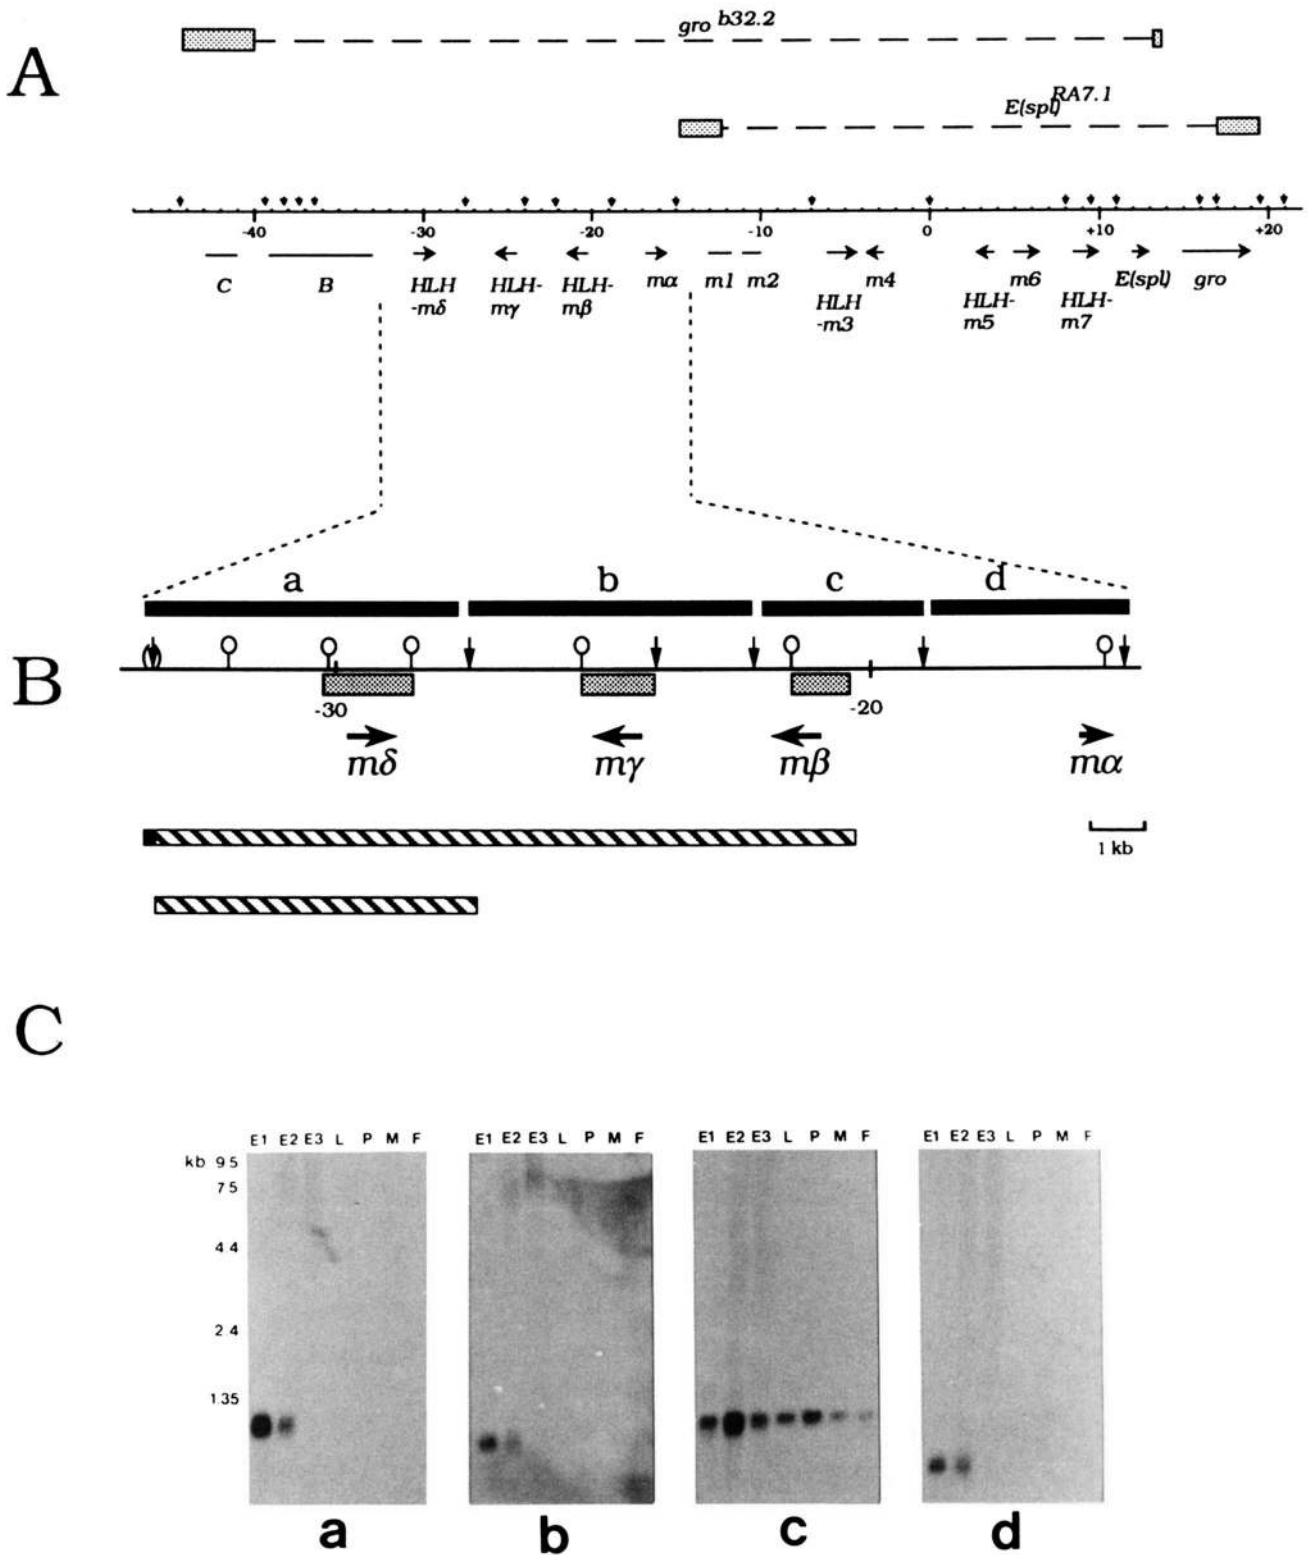 A
gro b32.2
E(spl) RA7.1
-40 -30 -20 -10 0 +10 +20
C B HLH -mδ HLH- mγ HLH- mβ mα m1 m2 HLH -m3 m4 HLH- m5 m6 HLH- m7 E(spl) gro
a b c d
B
-30 -20
mδ mγ mβ mα
1 kb
C
E1 E2 E3 L P M F
E1 E2 E3 L P M F
E1 E2 E3 L P M F
E1 E2 E3 L P M F
kb 9 5
7 5
4 4
2 4
1 35
a b c d